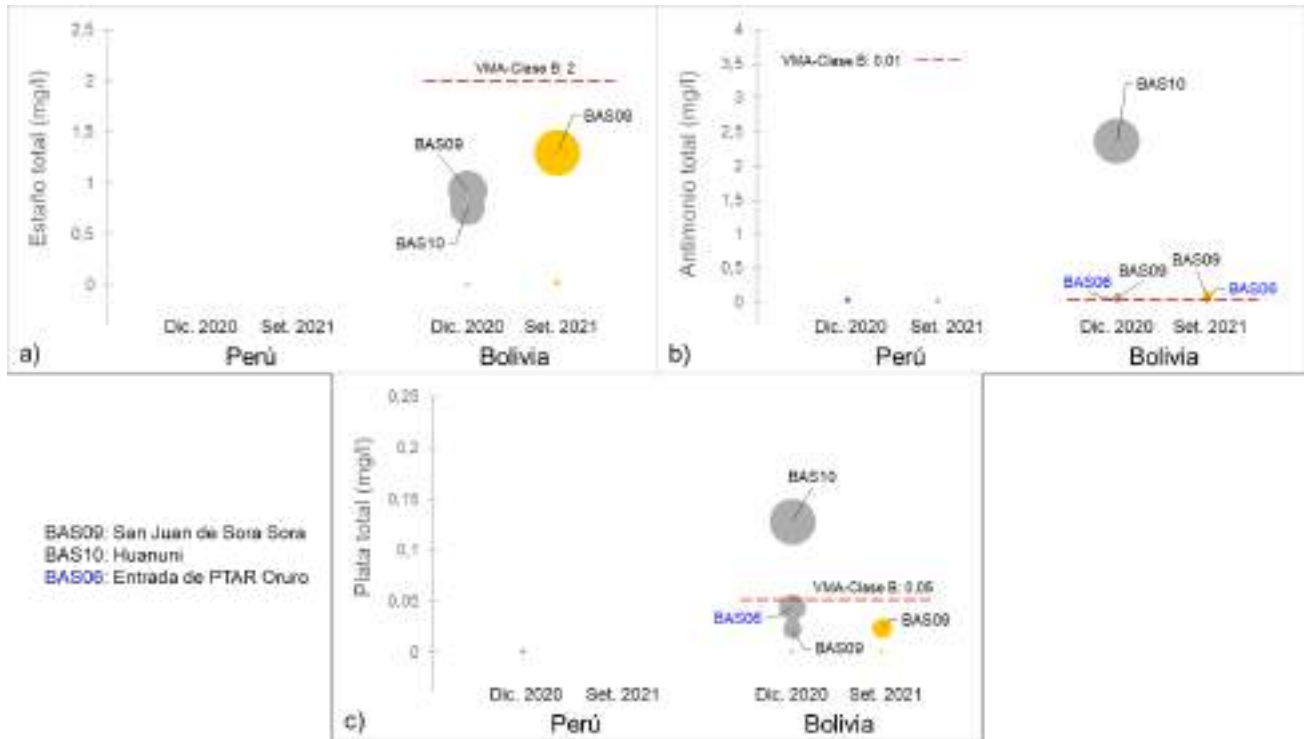 Estaño total (mg/l)
2,5
2
1,5
1
0,5
0
VMA-Clase B: 2
BAS09
BAS09
BAS10
Dic. 2020
Set. 2021
Dic. 2020
Set. 2021
a)
Perú
Bolivia
Antimonio total (mg/l)
4
3,5
3
2,5
2
1,5
1
0,5
0
VMA-Clase B: 0,01
BAS10
BAS06
BAS09
BAS09
BAS06
Dic. 2020
Set. 2021
Dic. 2020
Set. 2021
b)
Perú
Bolivia
BAS09: San Juan de Sora Sora
BAS10: Huanuni
BAS06: Entrada de PTAR Oruro
Plata total (mg/l)
0,25
0,2
0,15
0,1
0,05
0
BAS10
VMA-Clase B: 0,05
BAS06
BAS09
BAS09
Dic. 2020
Set. 2021
Dic. 2020
Set. 2021
c)
Perú
Bolivia